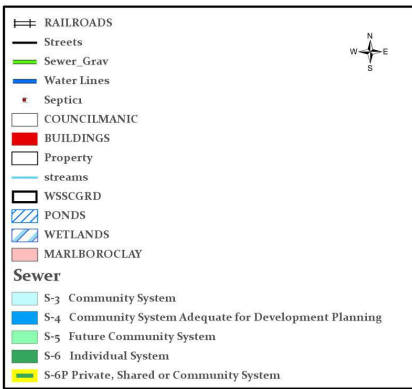 RAILROADS
Streets
Sewer_Grav
Water Lines
Septic1
COUNCILMANIC
BUILDINGS
Property
streams
WSSCGRD
PONDS
WETLANDS
MARLBOROCLAY
Sewer
S-3 Community System
S-4 Community System Adequate for Development Planning
S-5 Future Community System
S-6 Individual System
S-6P Private, Shared or Community System
N
W E
S